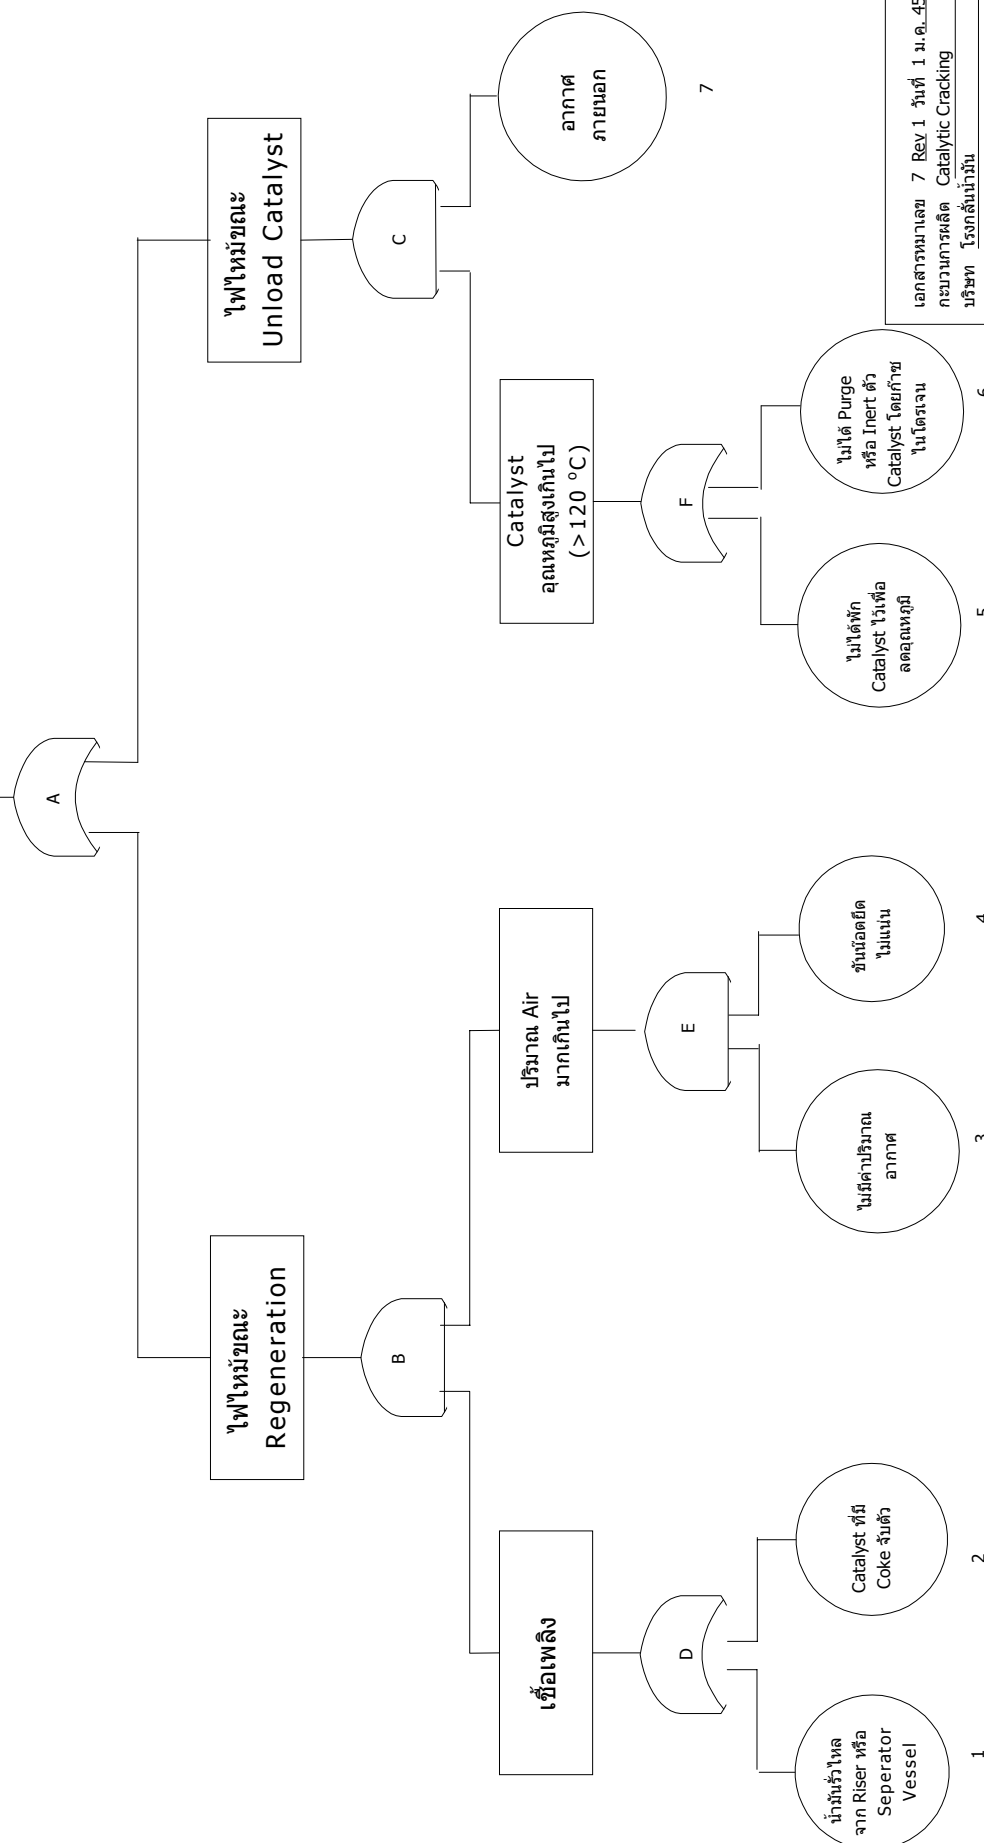 A
ไฟไหม้ขณะ
Regeneration
ไฟไหม้ขณะ
Unload Catalyst
B
C
เชื้อเพลิง
ปริมาณ Air
มากเกินไป
Catalyst
อุณหภูมิสูงเกินไป
(>120 °C)
อากาศ
ภายนอก
7
D
E
F
น้ำมันรั่วไหล
จาก Riser หรือ
Seperator
Vessel
1
Catalyst ที่มี
Coke จับตัว
2
ไม่มีค่าปริมาณ
อากาศ
3
ขันน๊อตยึด
ไม่แน่น
4
ไม่ได้พัก
Catalyst ไว้เพื่อ
ลดอุณหภูมิ
5
ไม่ได้ Purge
หรือ Inert ตัว
Catalyst โดยก๊าซ
ไนโตรเจน
6
เอกสารหมายเลข 7 Rev 1 วันที่ 1 ม.ค. 45
กะบวนการผลิต Catalytic Cracking
บริษท โรงกลั่นน้ำมัน